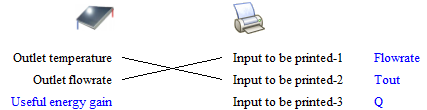 Outlet temperature Input to be printed-1 Flowrate
Outlet flowrate Input to be printed-2 Tout
Useful energy gain Input to be printed-3 Q